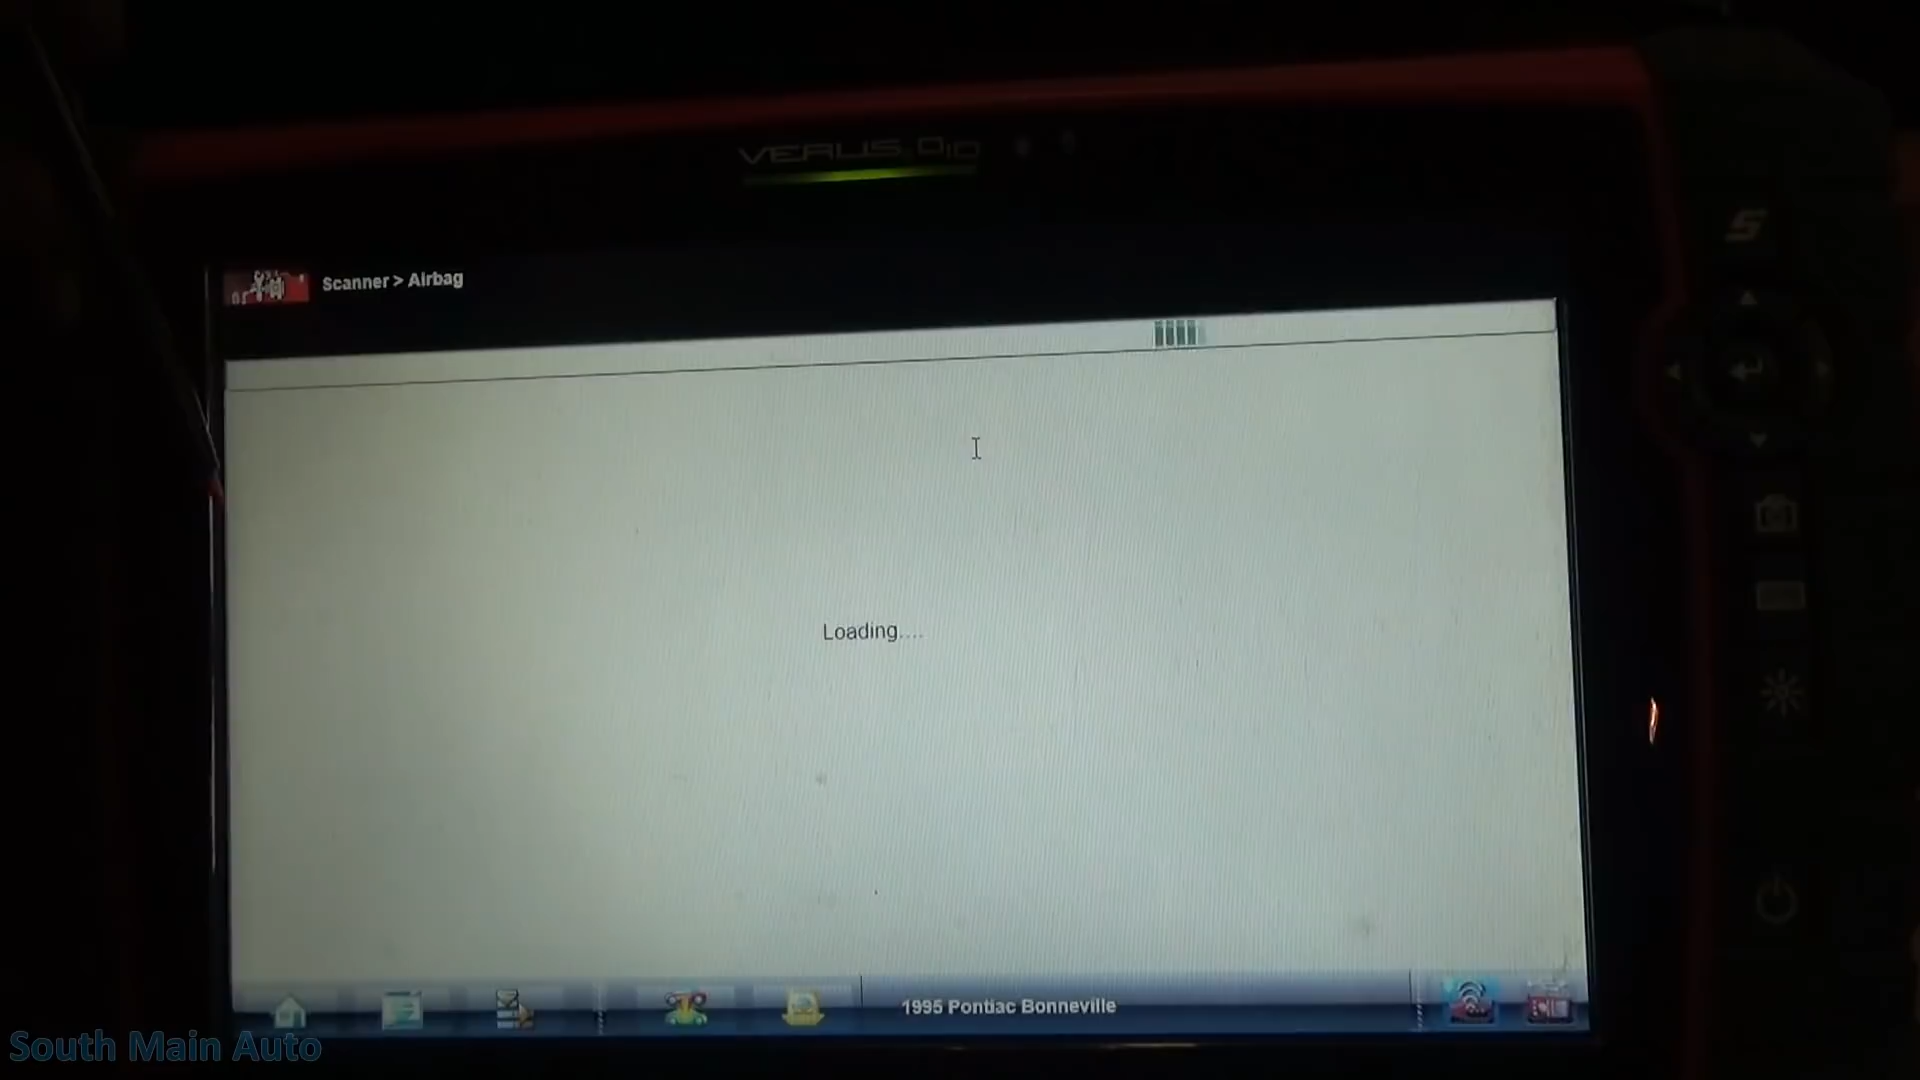 VERUS PRO
Scanner > Airbag
Loading....
1995 Pontiac Bonneville
South Main Auto